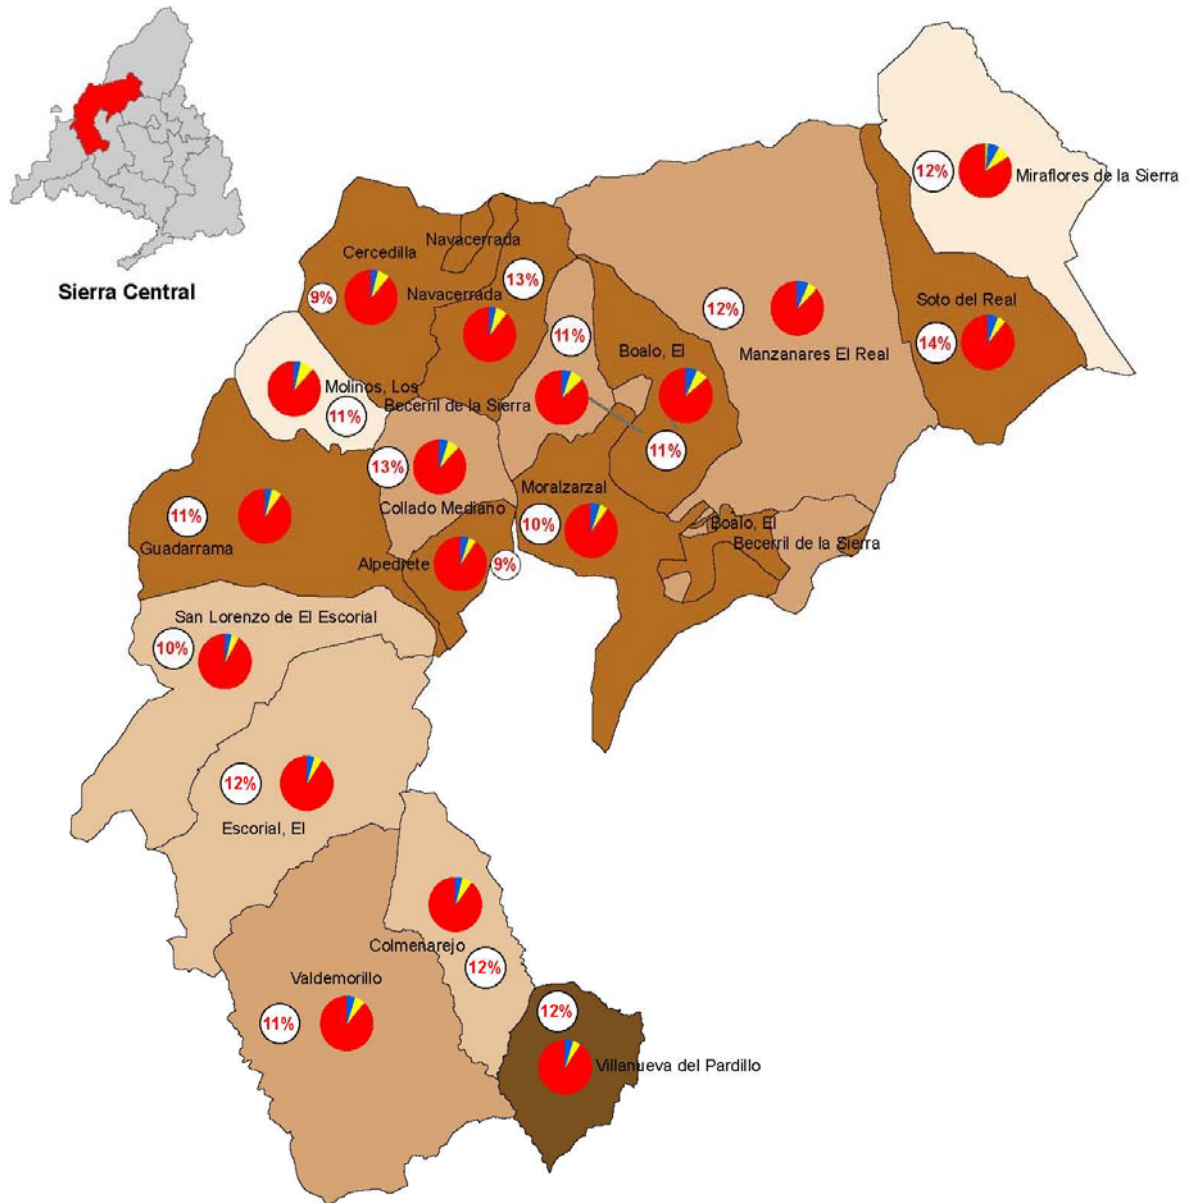 Sierra Central
12%
Miraflores de la Sierra
Navacerrada
Cercedilla
13%
9%
Navacerrada
12%
Soto del Real
11%
Boalo, El
14%
Manzanares El Real
Molinos, Los
11%
Becerril de la Sierra
11%
13%
Moralzarzal
Collado Mediano
11%
10%
Boalo, El
Guadarrama
Becerril de la Sierra
Alpedrete
9%
San Lorenzo de El Escorial
10%
12%
Escorial, El
Colmenarejo
12%
Valdemorillo
12%
11%
Villanueva del Pardillo